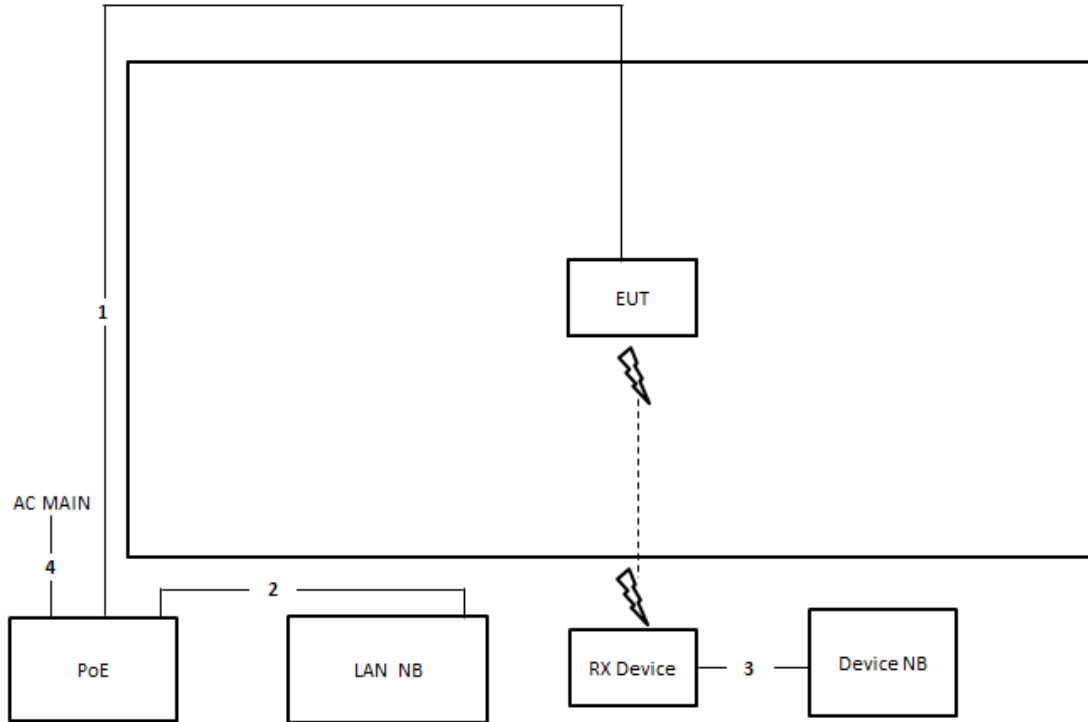 1
EUT
AC MAIN
4
2
PoE
LAN NB
RX Device
3
Device NB